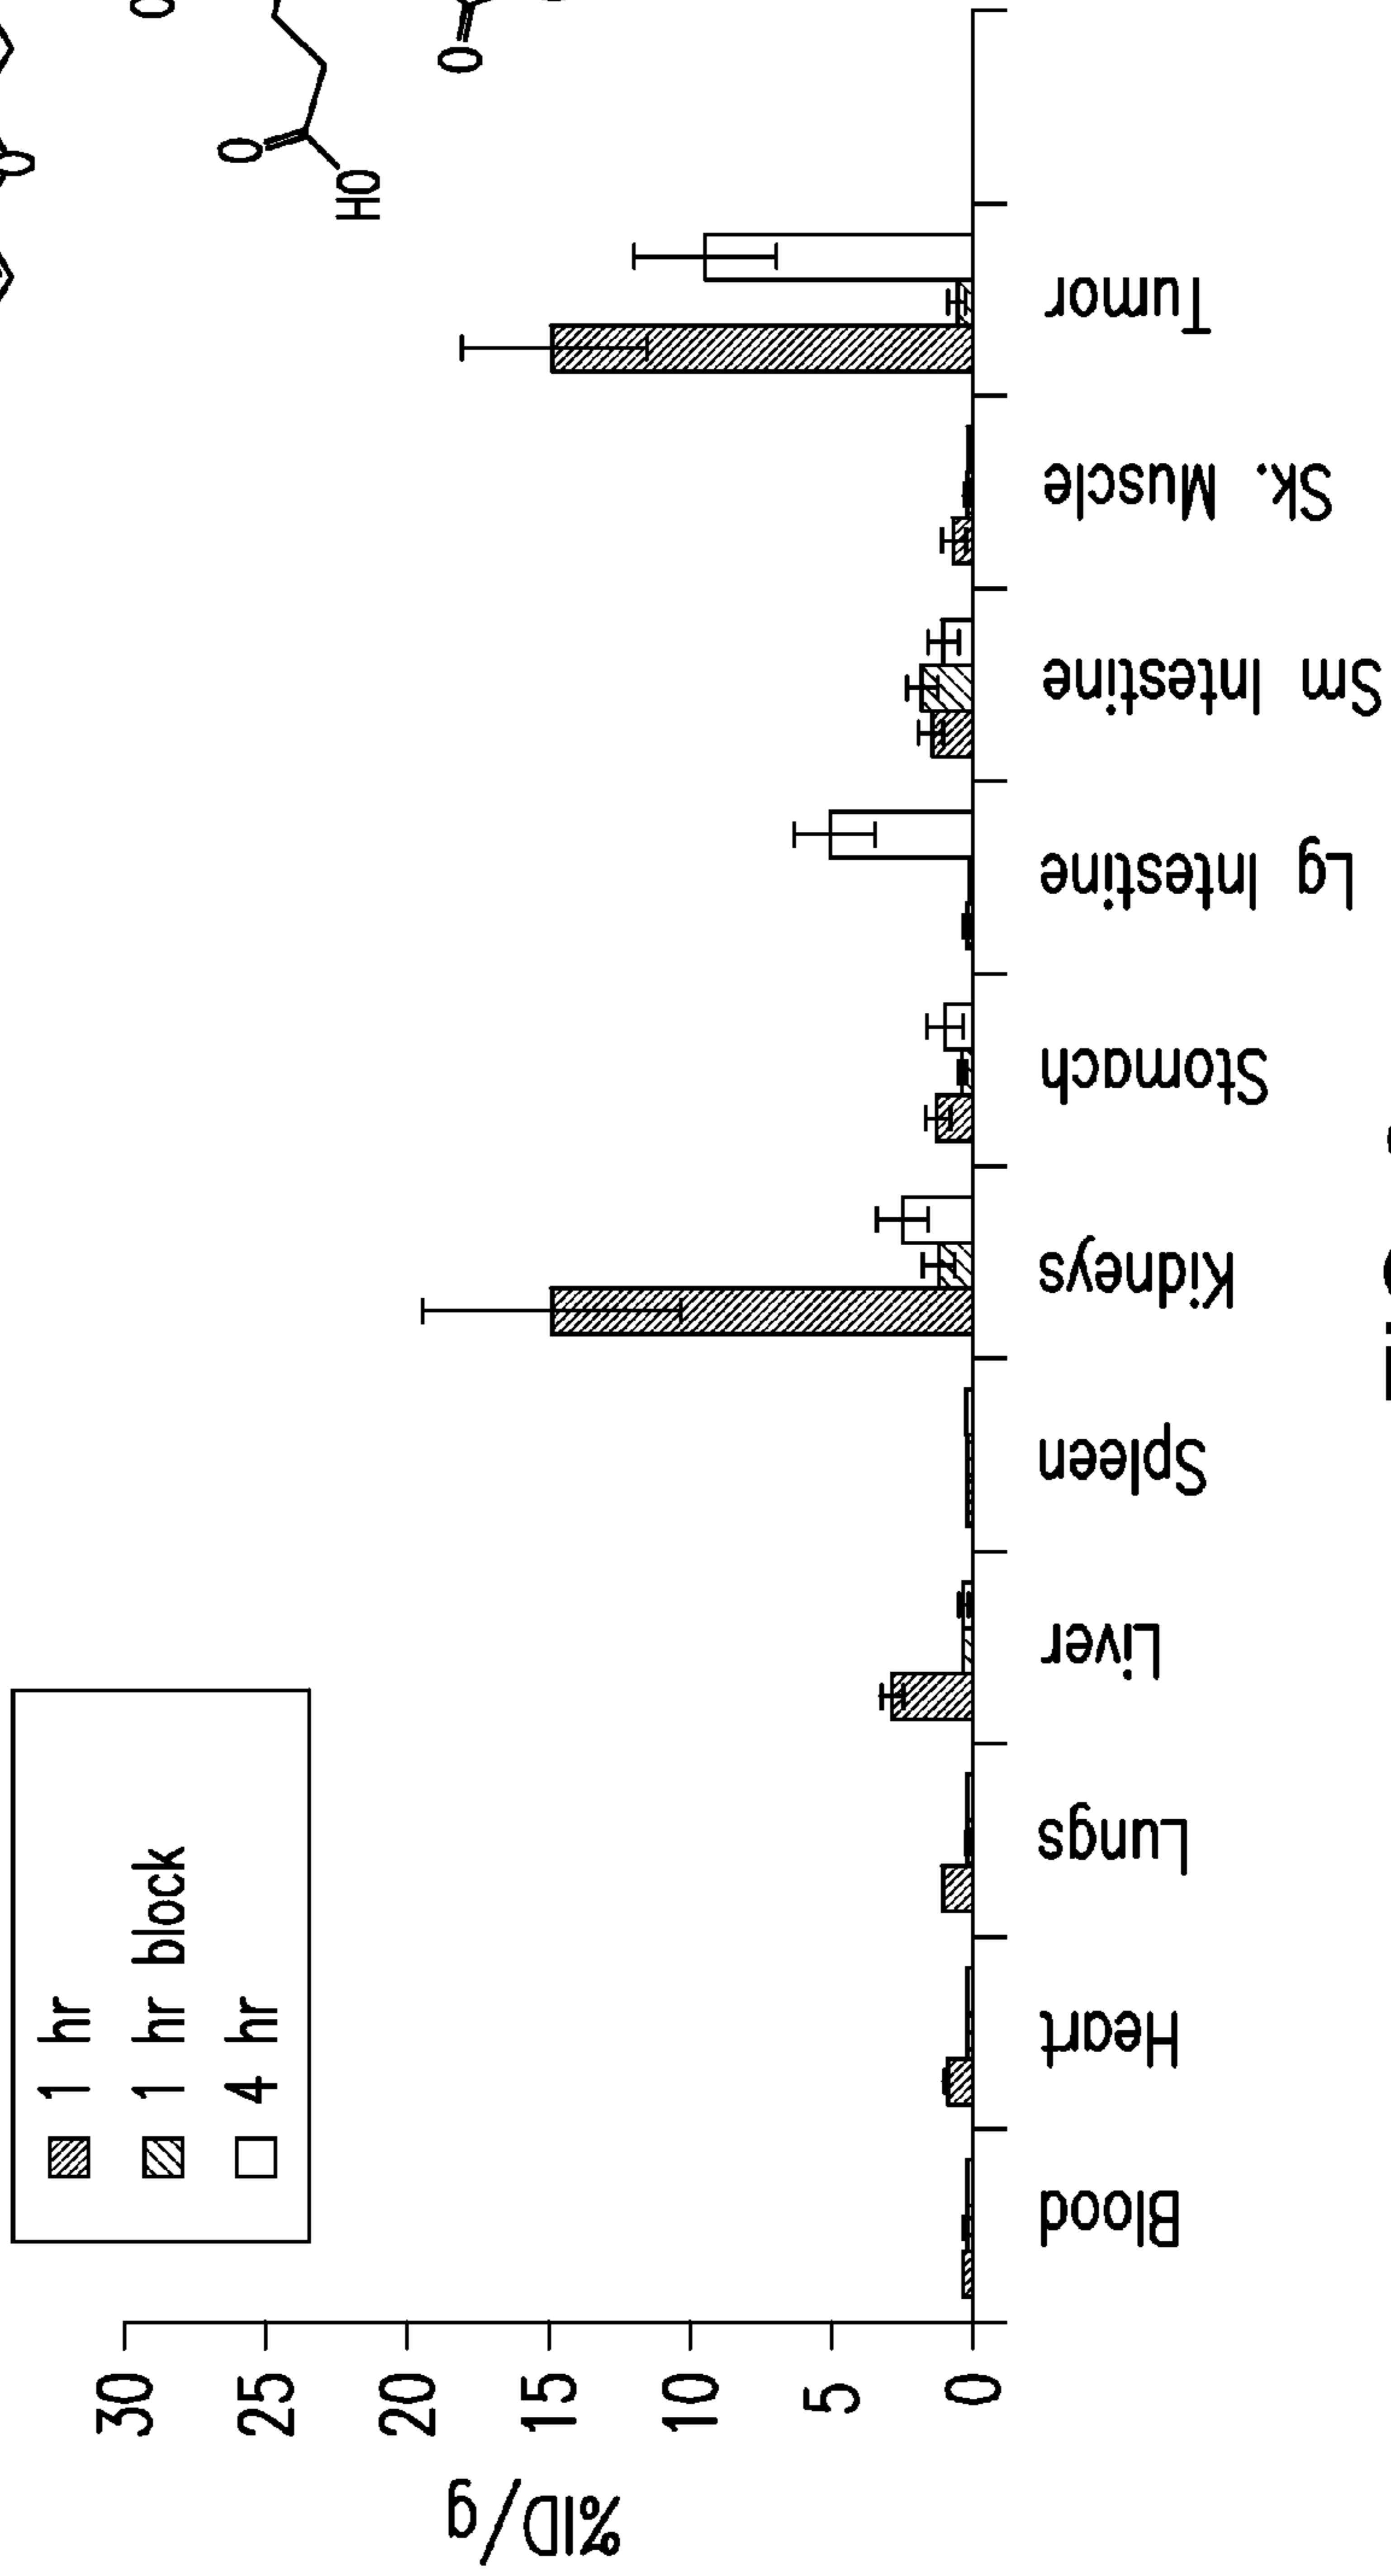 1 hr
1 hr block
4 hr
%ID/g
30
25
20
15
10
5
0
Blood
Heart
Lungs
Liver
Spleen
Kidneys
Stomach
Lg Intestine
Sm Intestine
Sk. Muscle
Tumor
O
O
O
O
HO